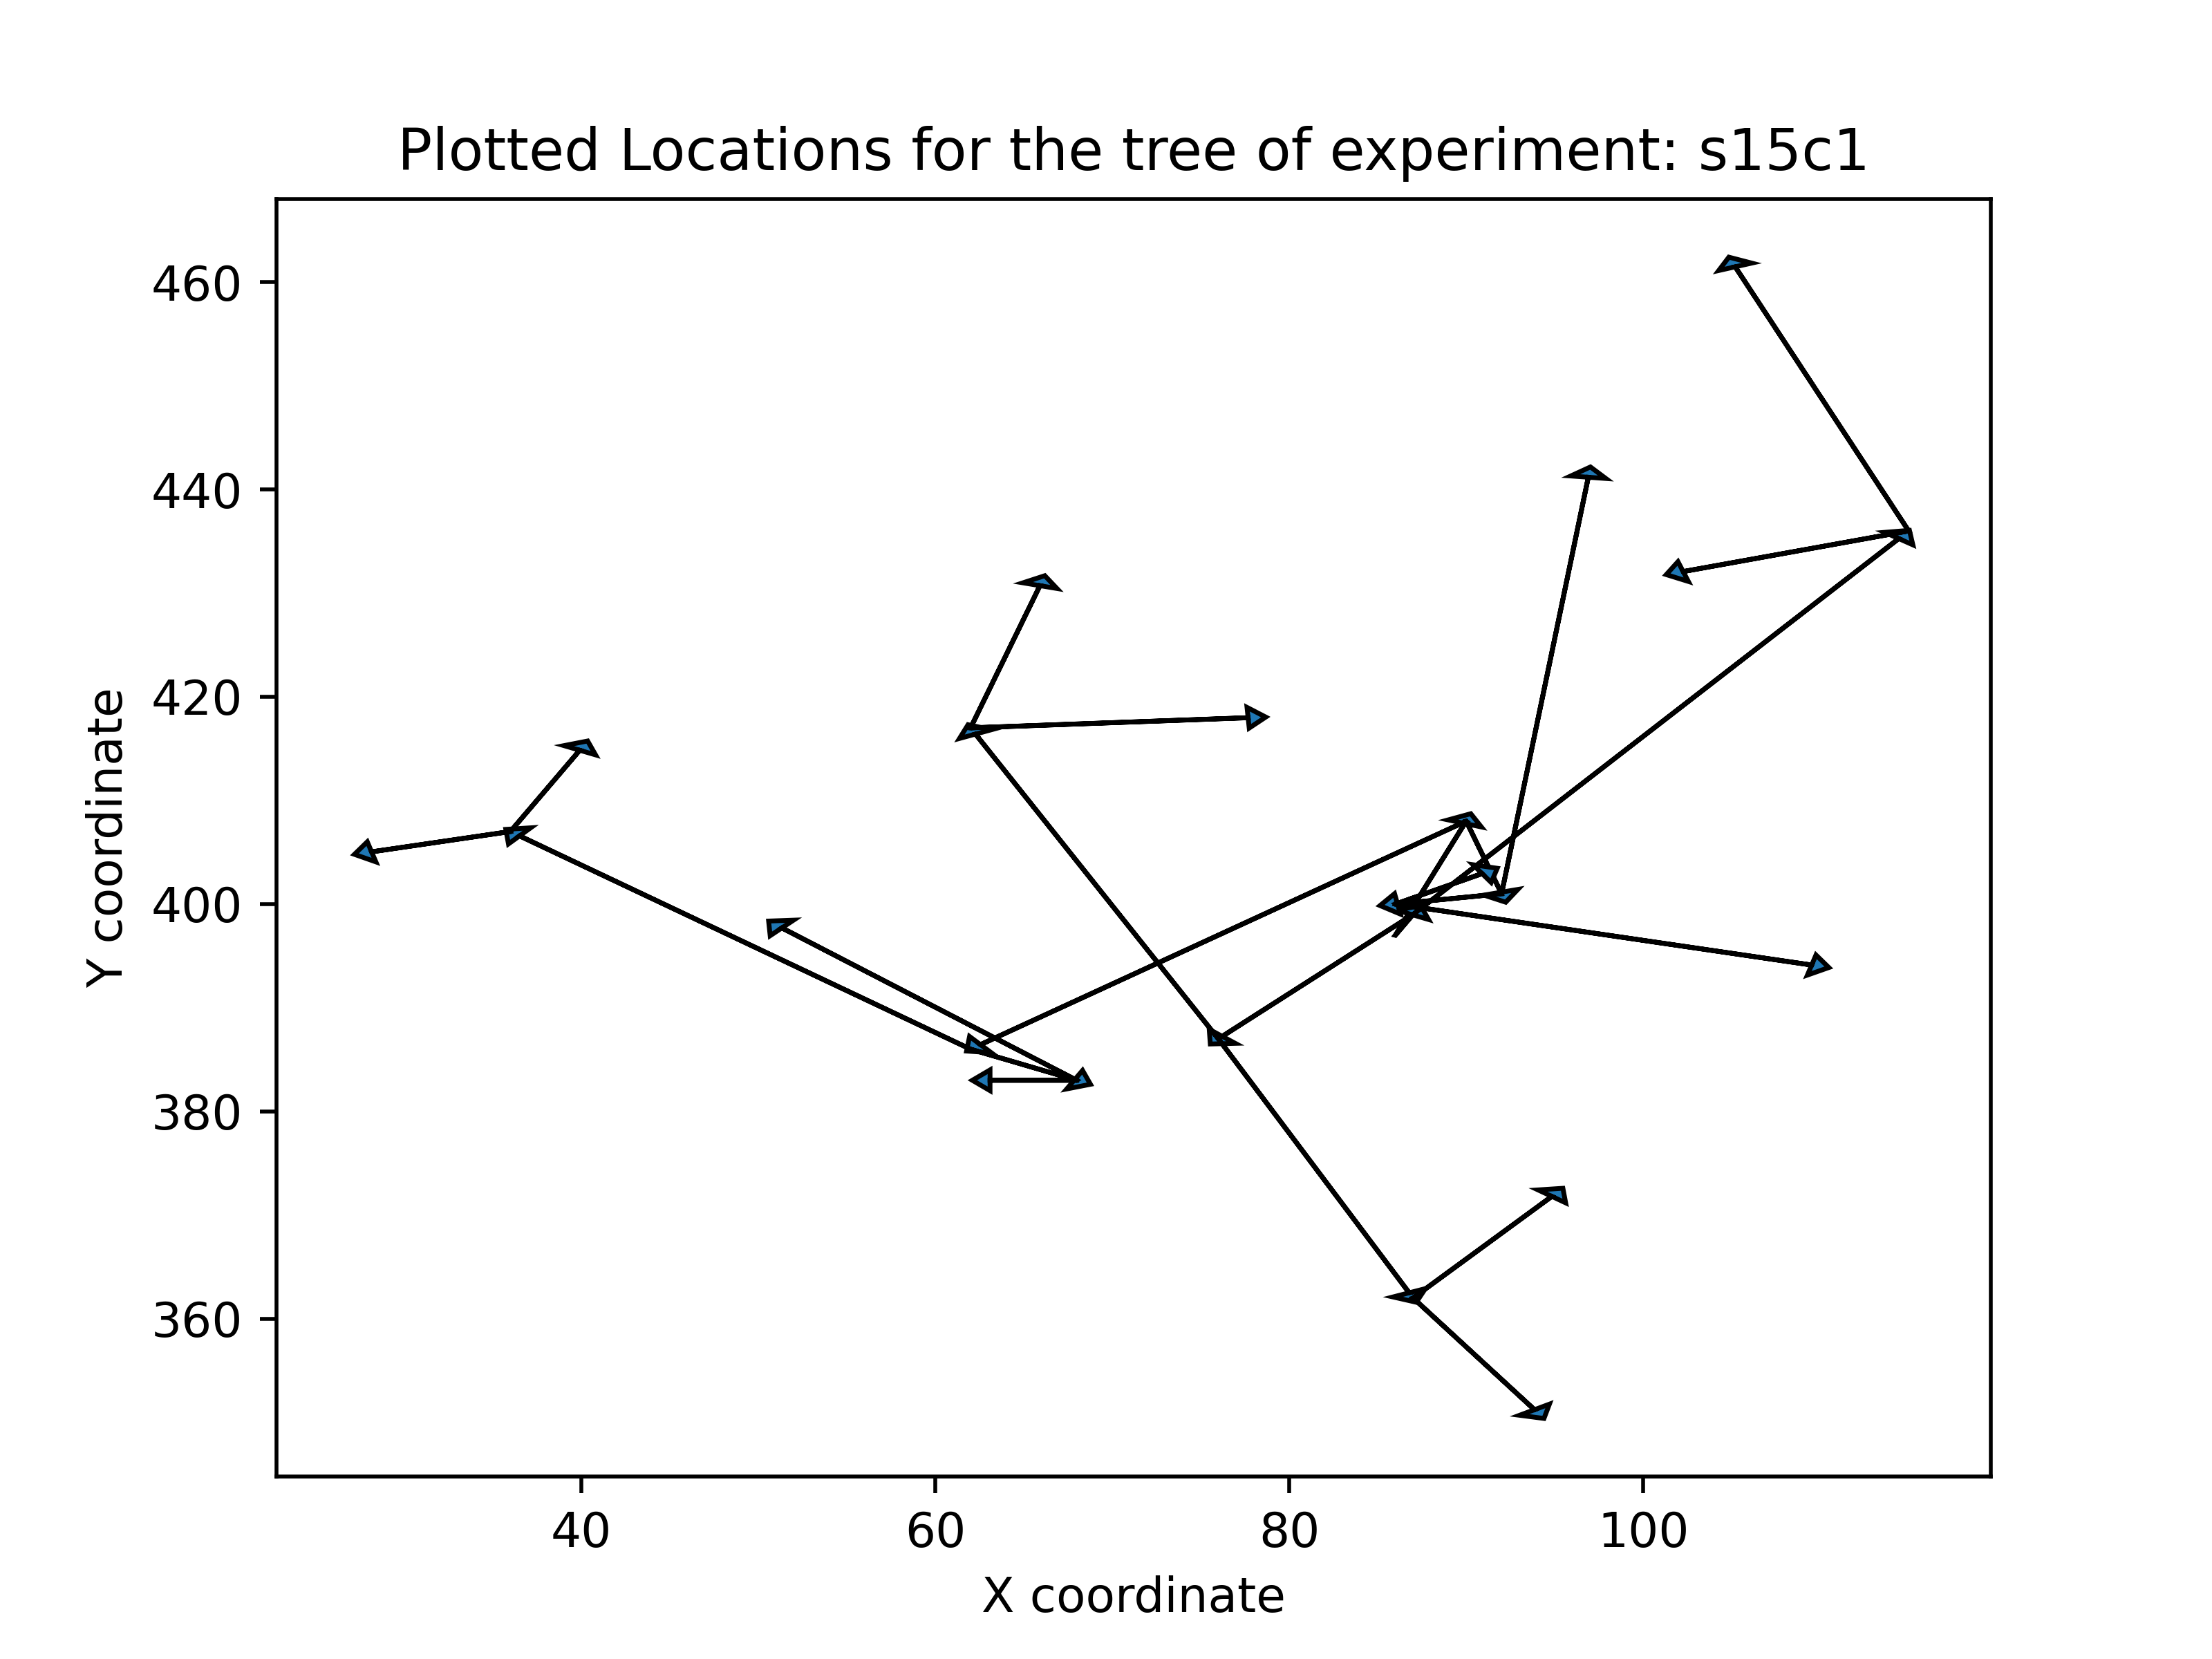 Plotted Locations for the tree of experiment: s15c1
460
440
420
400
380
360
Y coordinate
40 60 80 100
X coordinate